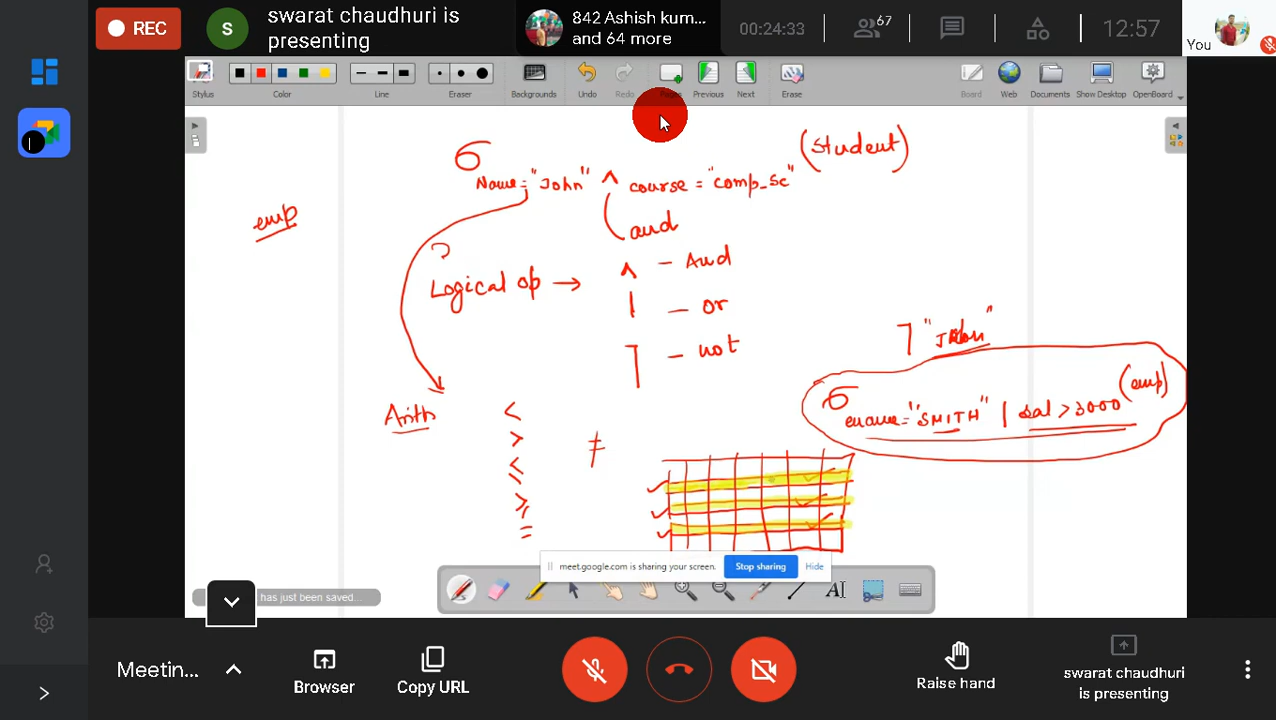 REC
S
swarat chaudhuri is
presenting
842 Ashish kum...
and 64 more
00:24:33
67
12:57
You
Stylus
Color
Line
Eraser
Backgrounds
Undo
Redo
Pages
Previous
Next
Erase
Board
Web
Documents
Show Desktop
OpenBoard
σ Name="John" ^ course = "comp_Sc" (student)
and
emp
Logical op → ^ - And
| - or
ㄱ - not
ㄱ "John"
σ ename="SMITH" | sal > 3000 (emp)
Arith
<
>
≤
≥
=
≠
meet.google.com is sharing your screen.
Stop sharing
Hide
has just been saved...
Meetin...
Browser
Copy URL
Raise hand
swarat chaudhuri
is presenting